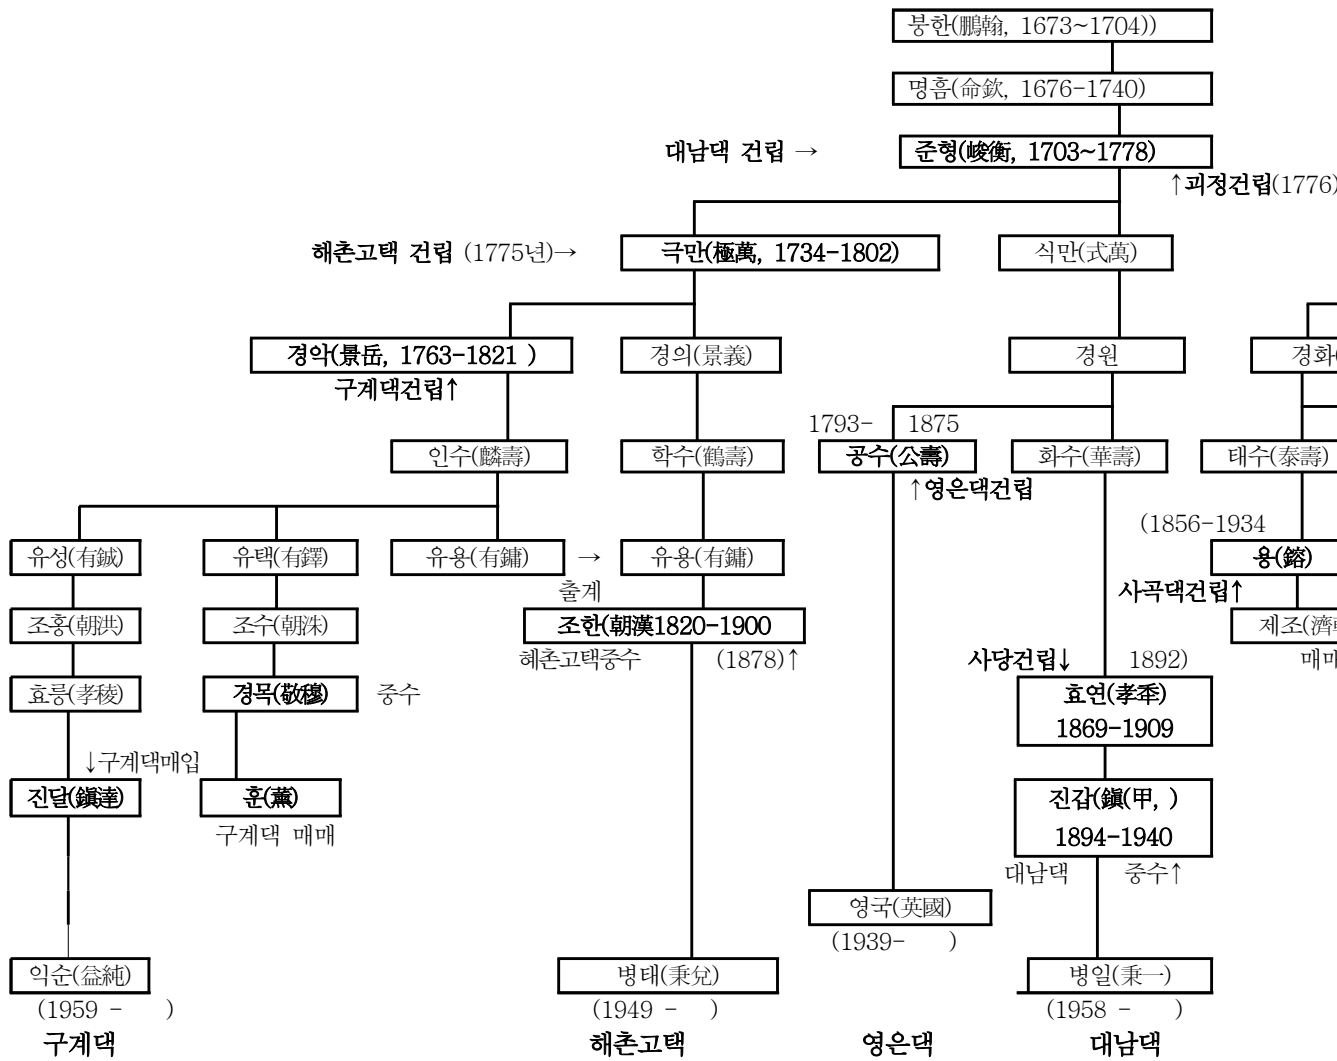 붕한(鵬翰, 1673~1704))
명흠(命欽, 1676-1740)
대남댁 건립 → 준형(峻衡, 1703~1778)
↑괴정건립(1776)
해촌고택 건립 (1775년)→ 극만(極萬, 1734-1802) 식만(式萬)
경악(景岳, 1763-1821 ) 경의(景義) 경원 경화(
구계댁건립↑
1793- 1875
인수(麟壽) 학수(鶴壽) 공수(公壽) 화수(華壽) 태수(泰壽)
↑영은댁건립
(1856-1934
유성(有鋮) 유택(有鐸) 유용(有鏞) → 유용(有鏞) 용(鎔)
출계 사곡댁건립↑
조홍(朝洪) 조수(朝洙) 조한(朝漢1820-1900 제조(濟
혜촌고택중수 (1878)↑ 사당건립↓ 1892) 매매
효릉(孝稜) 경목(敬穆) 중수 효연(孝秊)
1869-1909
↓구계댁매입
진달(鎭達) 훈(薰) 진갑(鎭(甲, )
구계댁 매매 1894-1940
대남댁 중수↑
영국(英國)
(1939- )
익순(益純) 병태(秉兌) 병일(秉一)
(1959 - ) (1949 - ) (1958 - )
구계댁 해촌고택 영은댁 대남댁